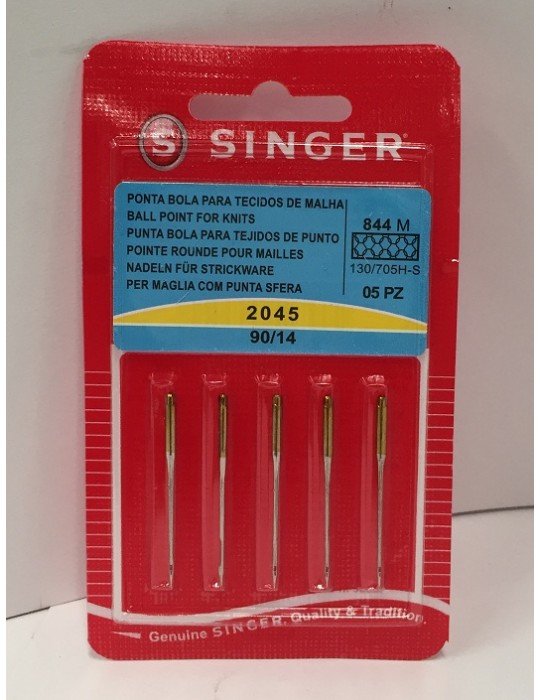 S SINGER®
PONTA BOLA PARA TECIDOS DE MALHA
BALL POINT FOR KNITS
PUNTA BOLA PARA TEJIDOS DE PUNTO
POINTE ROUNDE POUR MAILLES
NADELN FÜR STRICKWARE
PER MAGLIA COM PUNTA SFERA
844 M
130/705H-S
05 PZ
2045
90/14
Genuine SINGER® Quality & Tradition.